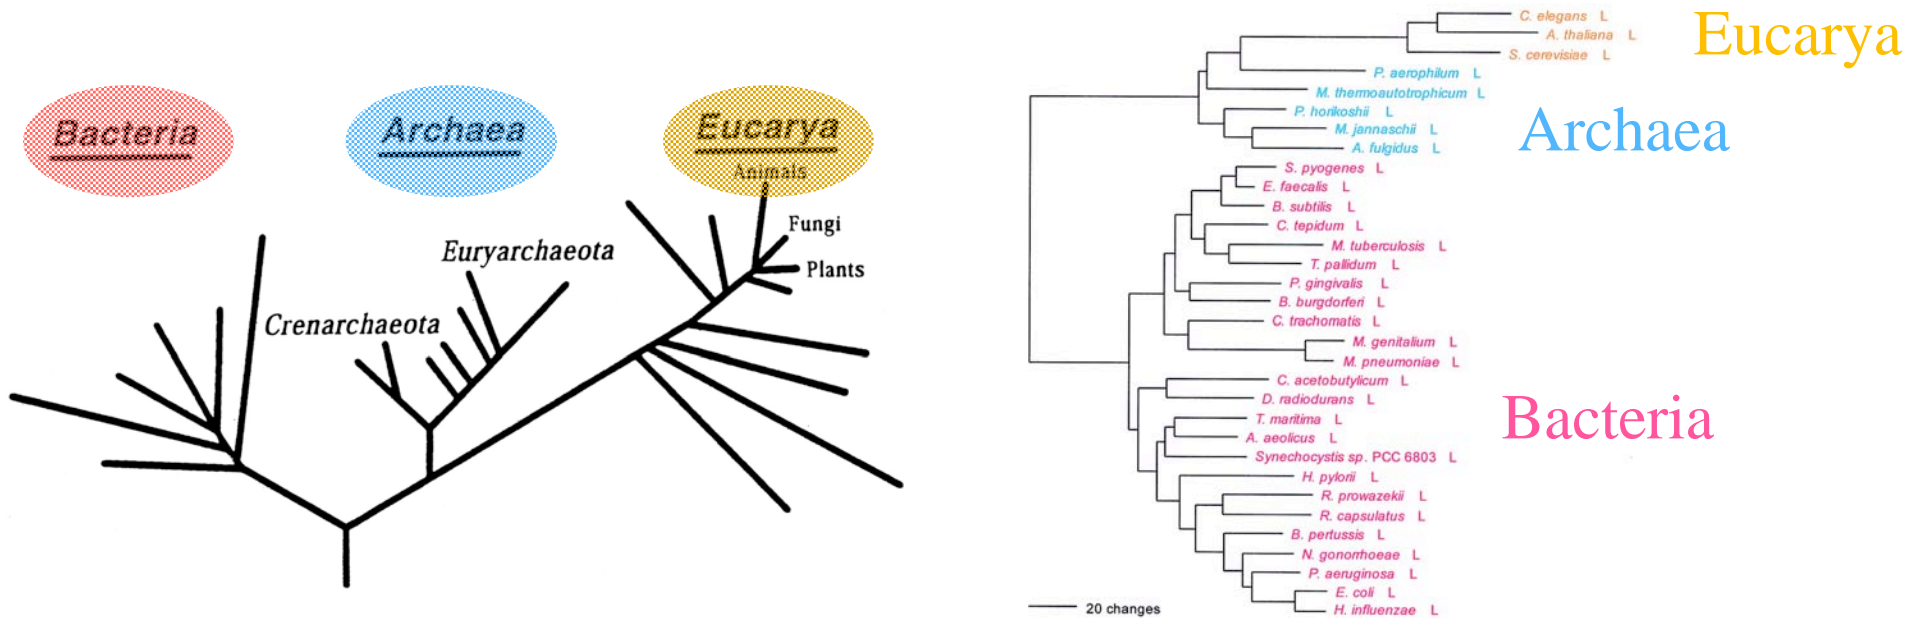 Bacteria
Archaea
Eucarya
Animals
Fungi
Plants
Euryarchaeota
Crenarchaeota
C. elegans L
A. thaliana L
S. cerevisiae L
P. aerophilum L
M. thermoautotrophicum L
P. horikoshii L
M. jannaschii L
A. fulgidus L
S. pyogenes L
E. faecalis L
B. subtilis L
C. tepidum L
M. tuberculosis L
T. pallidum L
P. gingivalis L
B. burgdorferi L
C. trachomatis L
M. genitalium L
M. pneumoniae L
C. acetobutylicum L
D. radiodurans L
T. maritima L
A. aeolicus L
Synechocystis sp. PCC 6803 L
H. pylorii L
R. prowazekii L
R. capsulatus L
B. pertussis L
N. gonorrhoeae L
P. aeruginosa L
E. coli L
H. influenzae L
20 changes
Eucarya
Archaea
Bacteria